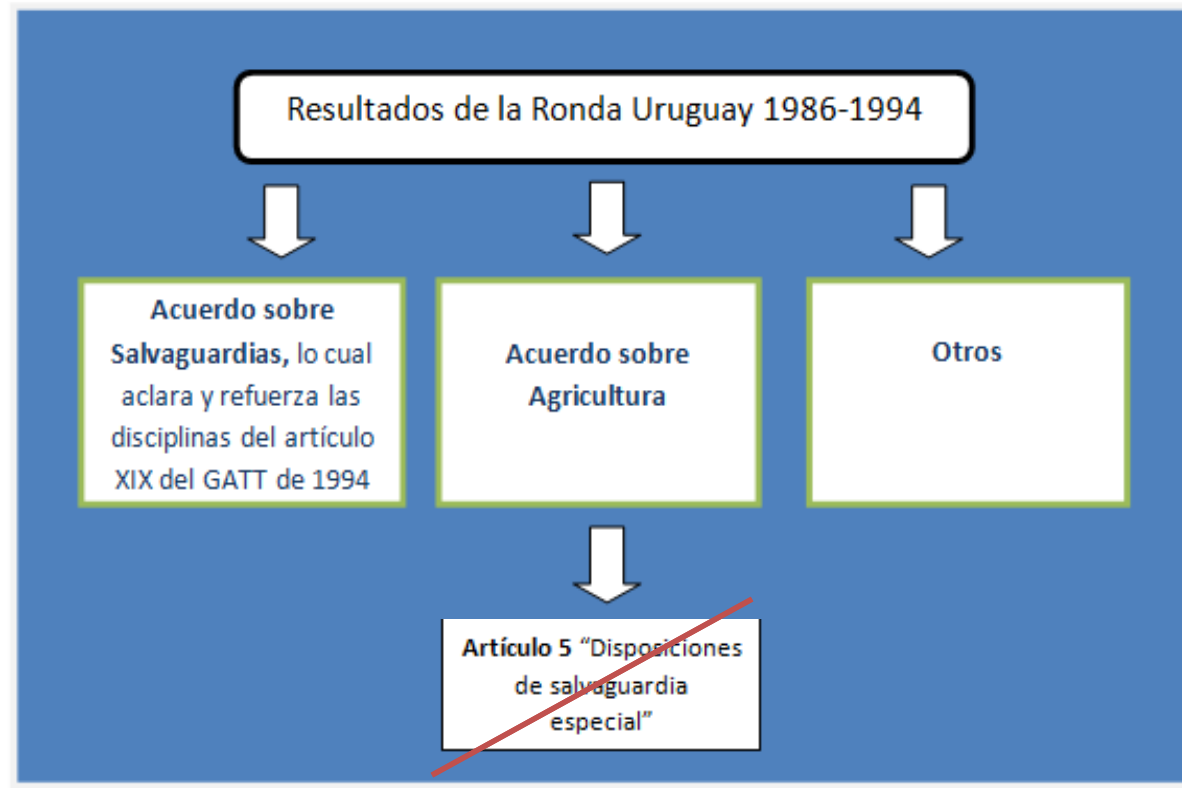 Resultados de la Ronda Uruguay 1986-1994
Acuerdo sobre
Salvaguardias, lo cual
aclara y refuerza las
disciplinas del artículo
XIX del GATT de 1994
Acuerdo sobre
Agricultura
Otros
Artículo 5 “Disposiciones
de salvaguardia
especial”